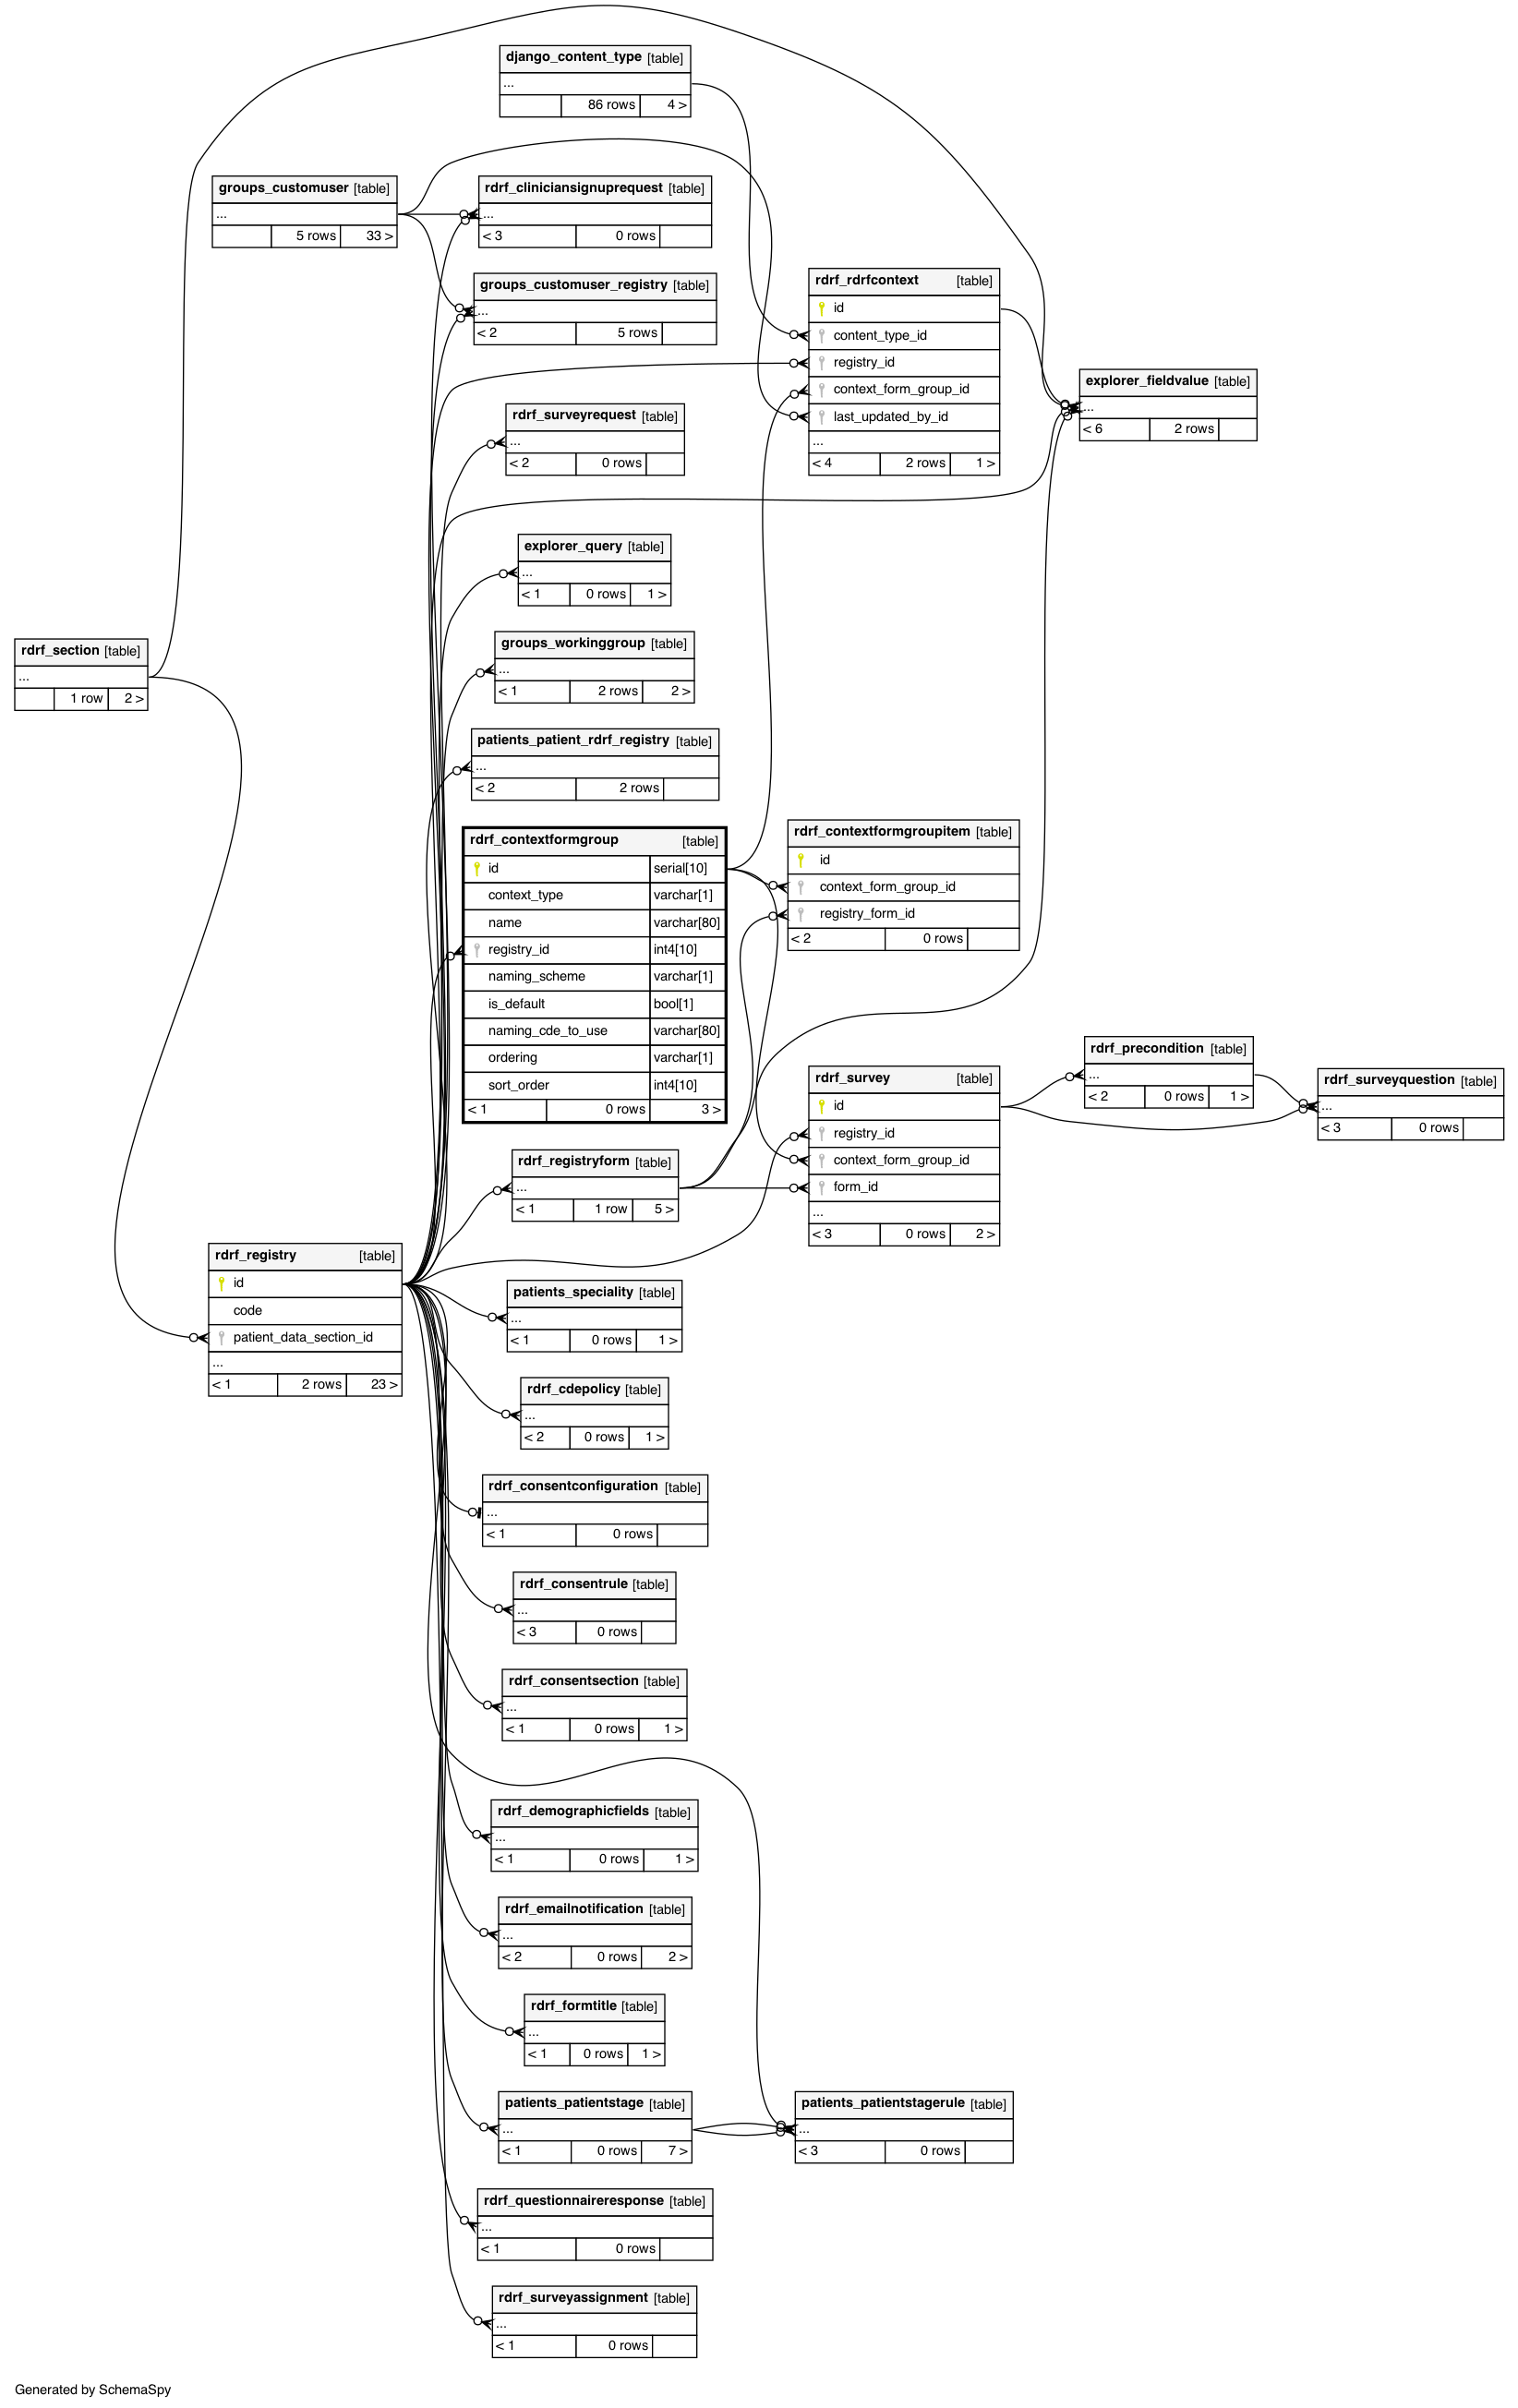 django_content_type [table]
...
86 rows 4 >
groups_customuser [table]
...
5 rows 33 >
rdrf_cliniciansignuprequest [table]
...
< 3 0 rows
groups_customuser_registry [table]
...
< 2 5 rows
rdrf_rdrfcontext [table]
id
content_type_id
registry_id
context_form_group_id
last_updated_by_id
...
< 4 2 rows 1 >
explorer_fieldvalue [table]
...
< 6 2 rows
rdrf_surveyrequest [table]
...
< 2 0 rows
explorer_query [table]
...
< 1 0 rows 1 >
rdrf_section [table]
...
1 row 2 >
groups_workinggroup [table]
...
< 1 2 rows 2 >
patients_patient_rdrf_registry [table]
...
< 2 2 rows
rdrf_contextformgroup [table]
id serial[10]
context_type varchar[1]
name varchar[80]
registry_id int4[10]
naming_scheme varchar[1]
is_default bool[1]
naming_cde_to_use varchar[80]
ordering varchar[1]
sort_order int4[10]
< 1 0 rows 3 >
rdrf_contextformgroupitem [table]
id
context_form_group_id
registry_form_id
< 2 0 rows
rdrf_survey [table]
id
registry_id
context_form_group_id
form_id
...
< 3 0 rows 2 >
rdrf_precondition [table]
...
< 2 0 rows 1 >
rdrf_surveyquestion [table]
...
< 3 0 rows
rdrf_registryform [table]
...
< 1 1 row 5 >
rdrf_registry [table]
id
code
patient_data_section_id
...
< 1 2 rows 23 >
patients_speciality [table]
...
< 1 0 rows 1 >
rdrf_cdepolicy [table]
...
< 2 0 rows 1 >
rdrf_consentconfiguration [table]
...
< 1 0 rows
rdrf_consentrule [table]
...
< 3 0 rows
rdrf_consentsection [table]
...
< 1 0 rows 1 >
rdrf_demographicfields [table]
...
< 1 0 rows 1 >
rdrf_emailnotification [table]
...
< 2 0 rows 2 >
rdrf_formtitle [table]
...
< 1 0 rows 1 >
patients_patientstage [table]
...
< 1 0 rows 7 >
patients_patientstagerule [table]
...
< 3 0 rows
rdrf_questionnaireresponse [table]
...
< 1 0 rows
rdrf_surveyassignment [table]
...
< 1 0 rows
Generated by SchemaSpy